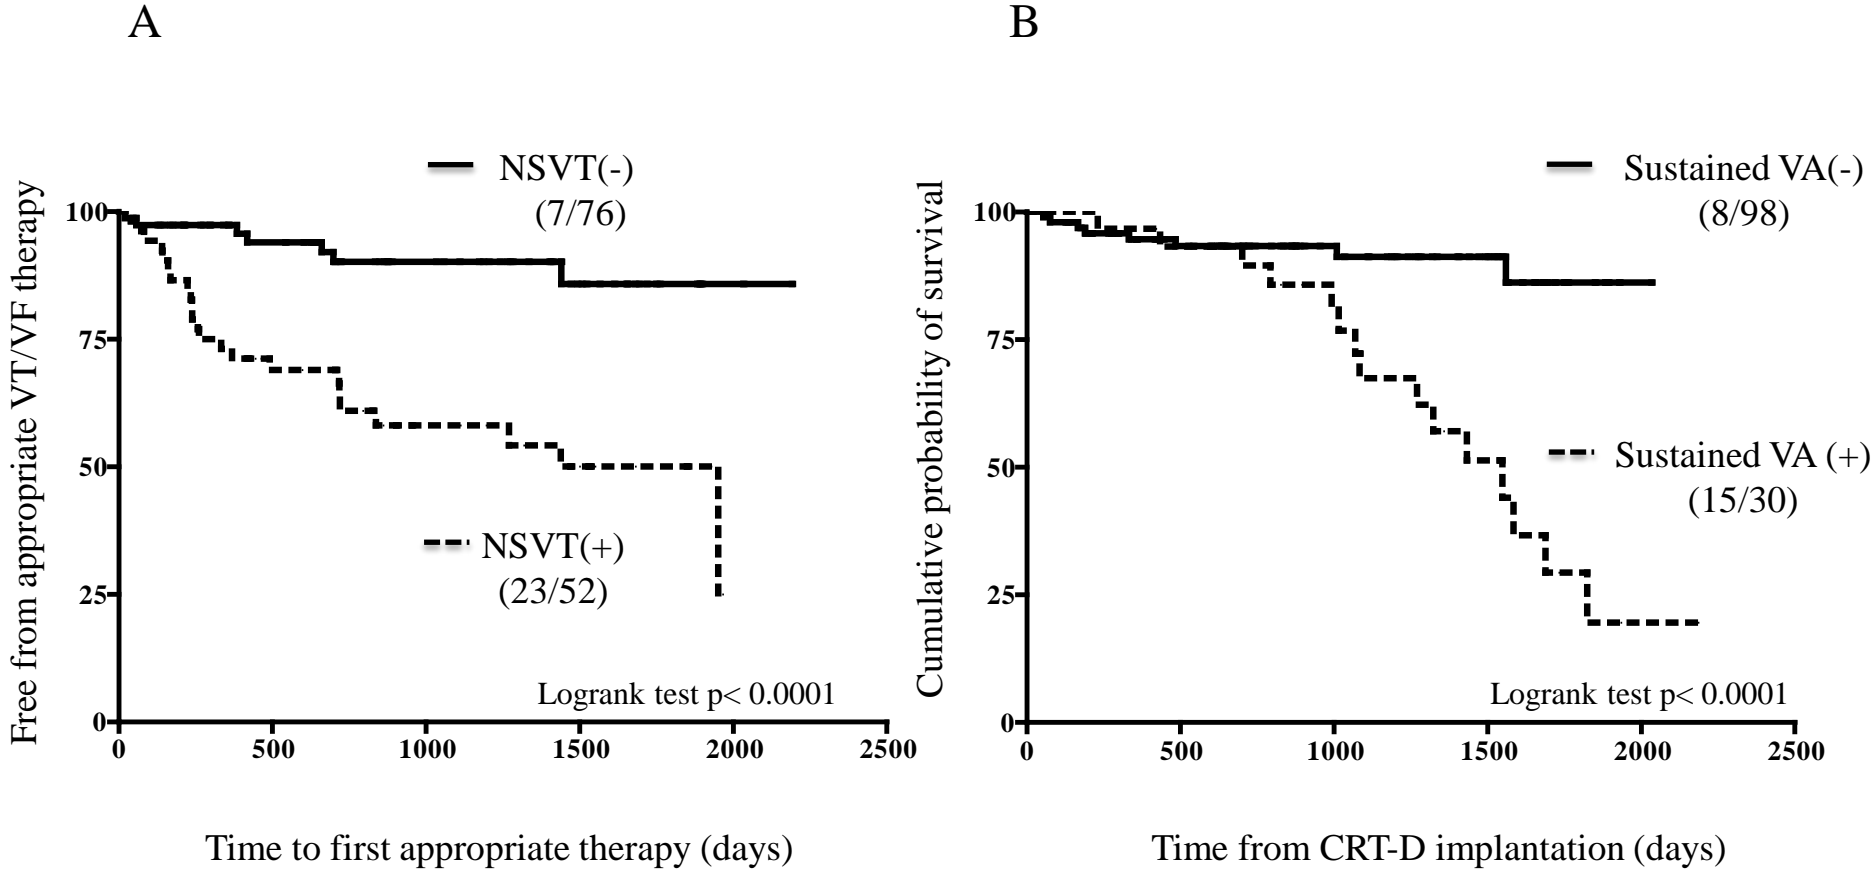 A
Free from appropriate VT/VF therapy
NSVT(-)
(7/76)
100
75
50
25
0
NSVT(+)
(23/52)
Logrank test p< 0.0001
0 500 1000 1500 2000 2500
Time to first appropriate therapy (days)
B
Cumulative probability of survival
Sustained VA(-)
(8/98)
100
75
50
25
0
Sustained VA (+)
(15/30)
Logrank test p< 0.0001
0 500 1000 1500 2000 2500
Time from CRT-D implantation (days)